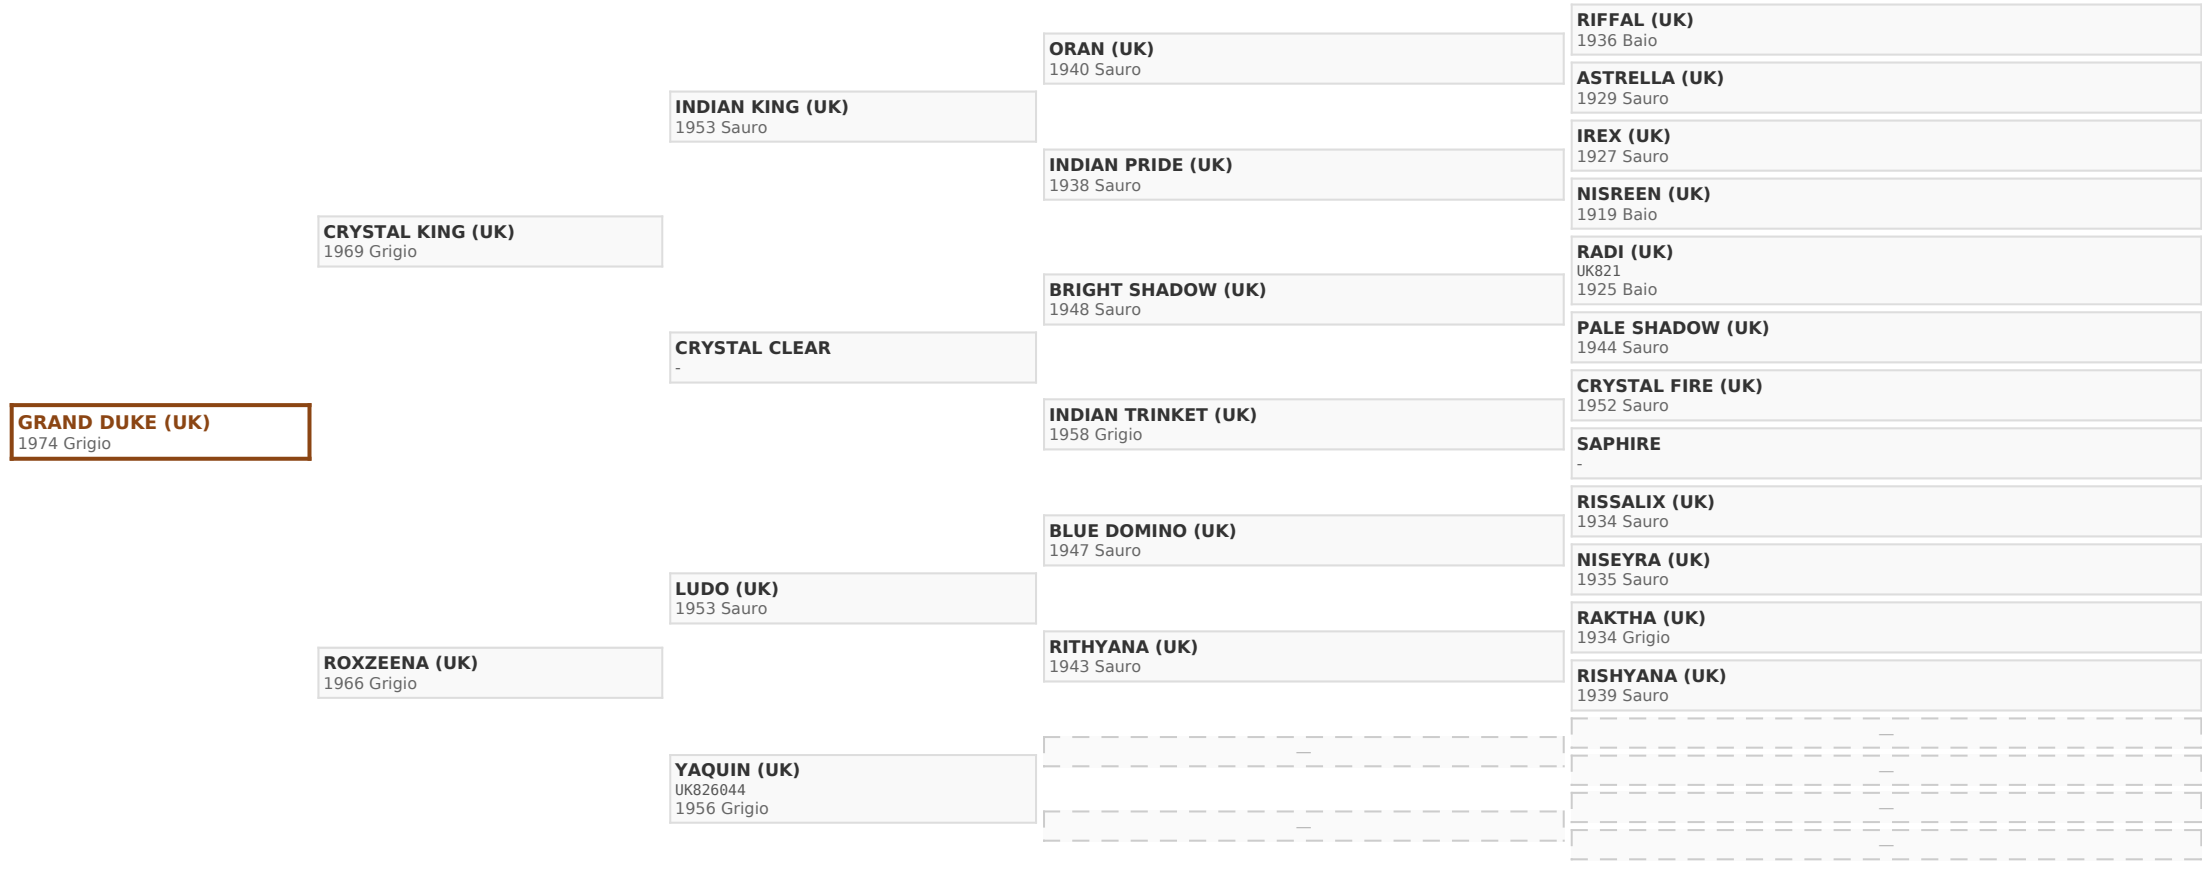 GRAND DUKE (UK)
1974 Grigio
CRYSTAL KING (UK)
1969 Grigio
ROXZEENA (UK)
1966 Grigio
INDIAN KING (UK)
1953 Sauro
CRYSTAL CLEAR
-
LUDO (UK)
1953 Sauro
YAQUIN (UK)
UK826044
1956 Grigio
ORAN (UK)
1940 Sauro
INDIAN PRIDE (UK)
1938 Sauro
BRIGHT SHADOW (UK)
1948 Sauro
INDIAN TRINKET (UK)
1958 Grigio
BLUE DOMINO (UK)
1947 Sauro
RITHYANA (UK)
1943 Sauro
—
—
RIFFAL (UK)
1936 Baio
ASTRELLA (UK)
1929 Sauro
IREX (UK)
1927 Sauro
NISREEN (UK)
1919 Baio
RADI (UK)
UK821
1925 Baio
PALE SHADOW (UK)
1944 Sauro
CRYSTAL FIRE (UK)
1952 Sauro
SAPHIRE
-
RISSALIX (UK)
1934 Sauro
NISEYRA (UK)
1935 Sauro
RAKTHA (UK)
1934 Grigio
RISHYANA (UK)
1939 Sauro
—
—
—
—